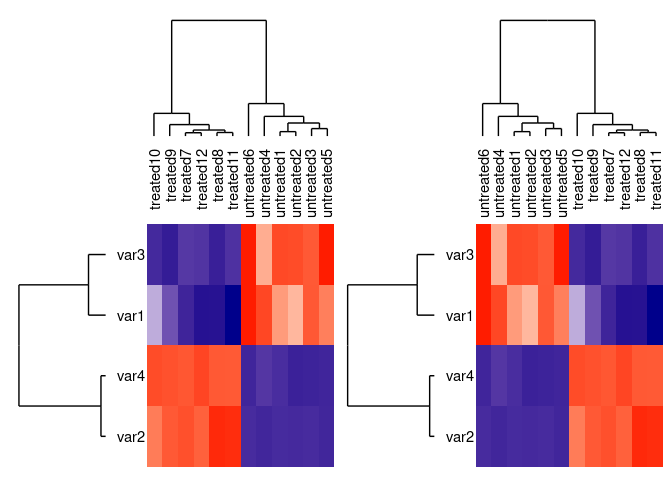 treated10 treated9 treated7 treated12 treated8 treated11 untreated6 untreated4 untreated1 untreated2 untreated3 untreated5
var3
var1
var4
var2
untreated6 untreated4 untreated1 untreated2 untreated3 untreated5 treated10 treated9 treated7 treated12 treated8 treated11
var3
var1
var4
var2